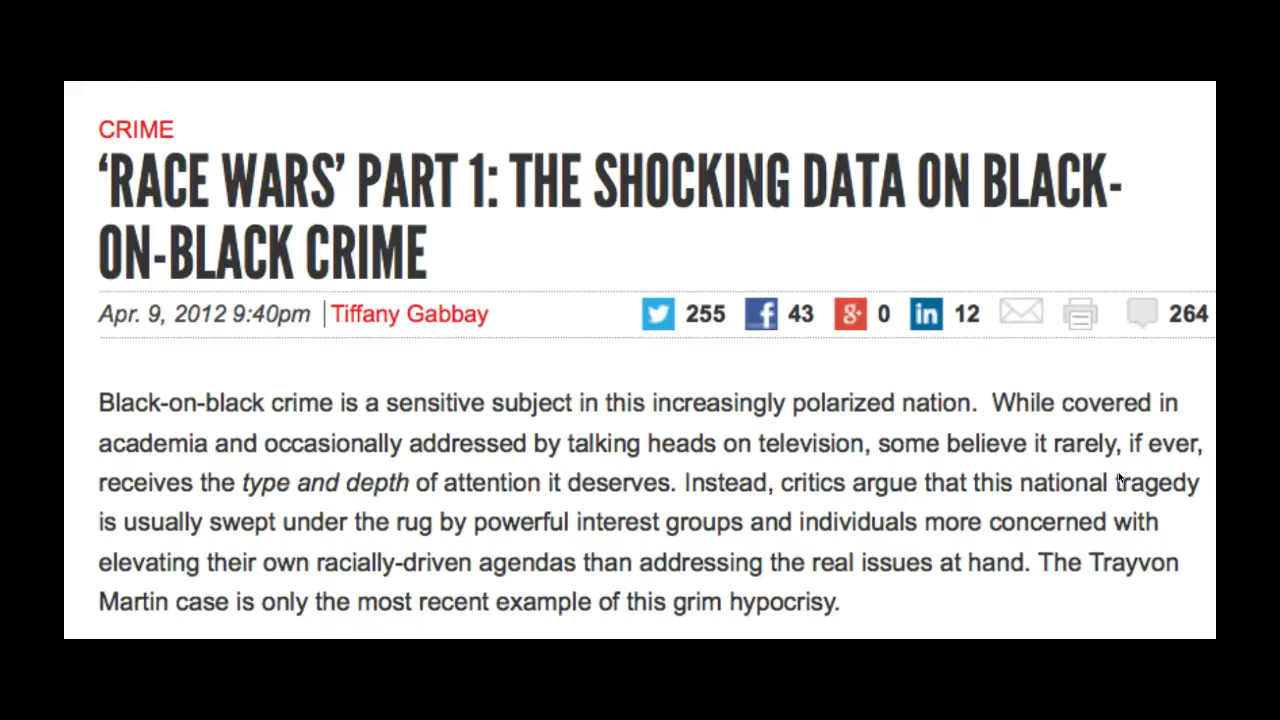 CRIME
‘RACE WARS’ PART 1: THE SHOCKING DATA ON BLACK-
ON-BLACK CRIME
Apr. 9, 2012 9:40pm | Tiffany Gabbay 255 43 0 in 12 264
Black-on-black crime is a sensitive subject in this increasingly polarized nation.  While covered in
academia and occasionally addressed by talking heads on television, some believe it rarely, if ever,
receives the type and depth of attention it deserves. Instead, critics argue that this national tragedy
is usually swept under the rug by powerful interest groups and individuals more concerned with
elevating their own racially-driven agendas than addressing the real issues at hand. The Trayvon
Martin case is only the most recent example of this grim hypocrisy.